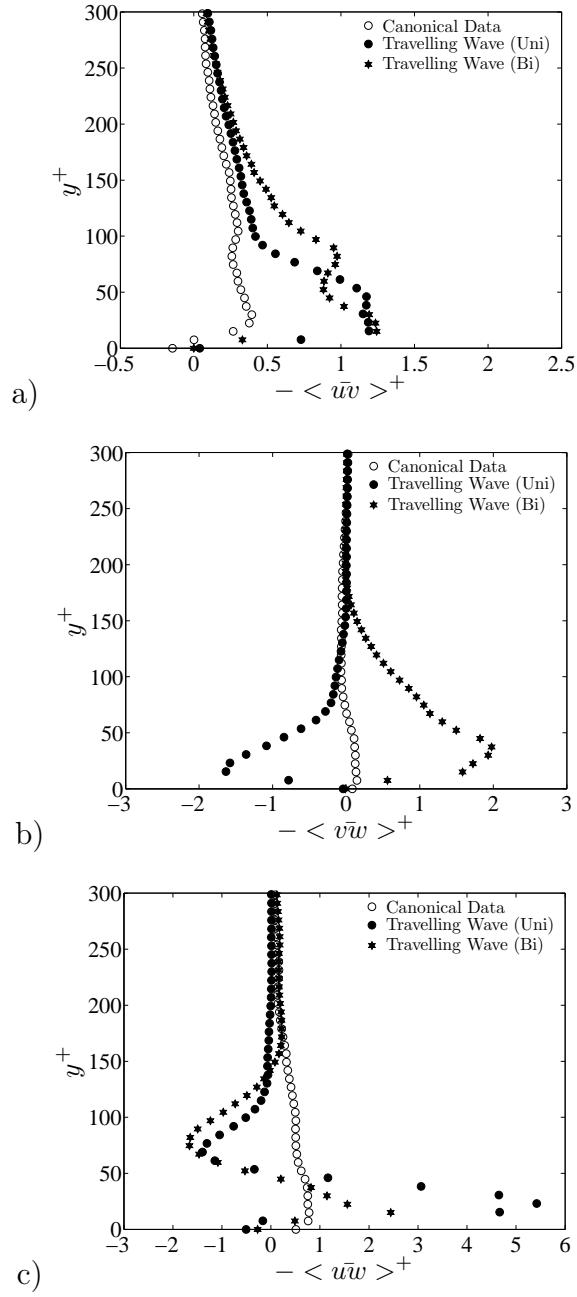 300
250
200
150
100
50
0
y+
−0.5 0 0.5 1 1.5 2 2.5
− < u̅v̅ >+
Canonical Data
Travelling Wave (Uni)
Travelling Wave (Bi)
a)
300
250
200
150
100
50
0
y+
−3 −2 −1 0 1 2 3
− < v̅w̅ >+
Canonical Data
Travelling Wave (Uni)
Travelling Wave (Bi)
b)
300
250
200
150
100
50
0
y+
−3 −2 −1 0 1 2 3 4 5 6
− < u̅w̅ >+
Canonical Data
Travelling Wave (Uni)
Travelling Wave (Bi)
c)